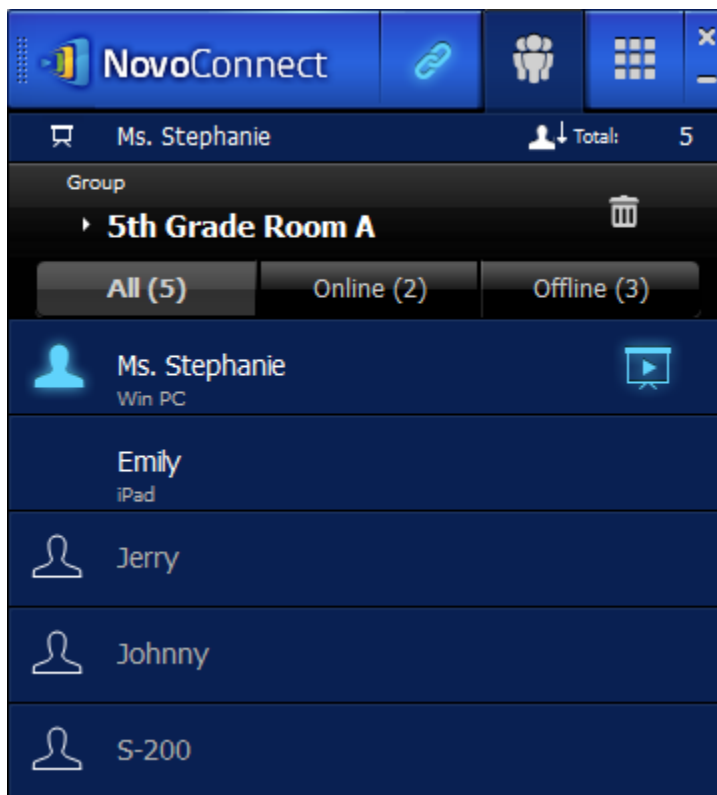 NovoConnect
Ms. Stephanie Total: 5
Group
5th Grade Room A
All (5) Online (2) Offline (3)
Ms. Stephanie
Win PC
Emily
iPad
Jerry
Johnny
S-200